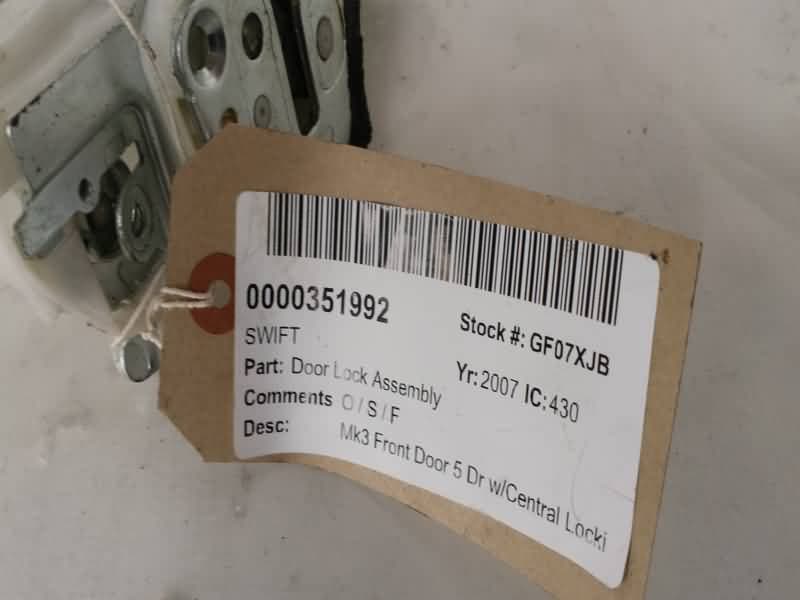 0000351992 Stock #: GF07XJB
SWIFT
Part: Door Lock Assembly Yr: 2007 IC: 430
Comments O / S / F
Desc: Mk3 Front Door 5 Dr w/Central Locki